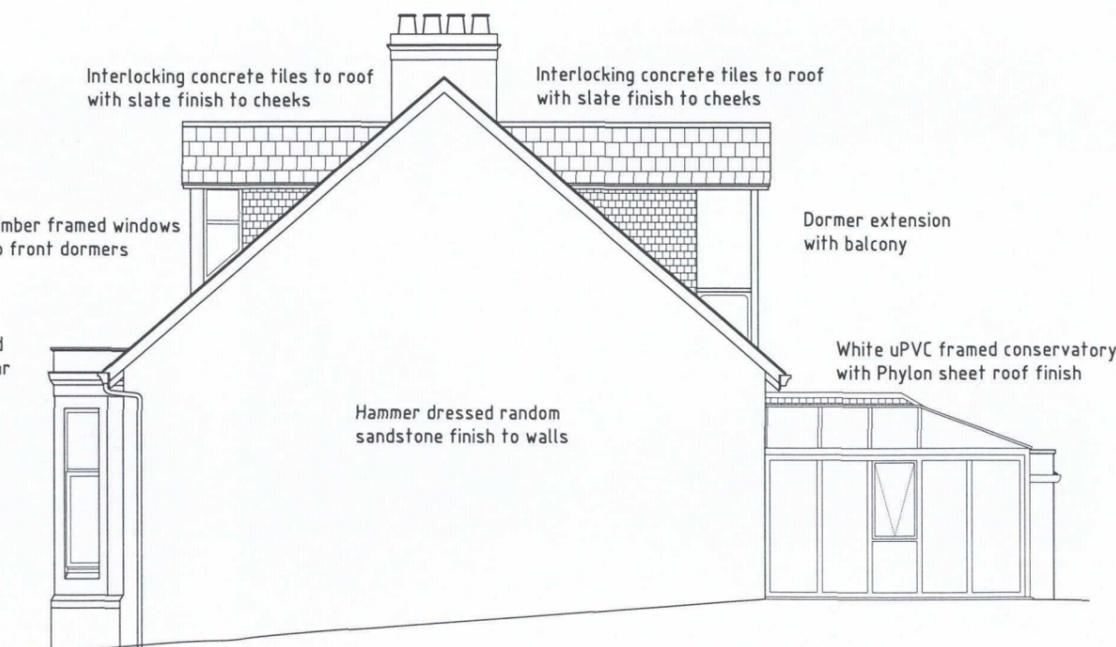 Interlocking concrete tiles to roof
with slate finish to cheeks
Interlocking concrete tiles to roof
with slate finish to cheeks
framed windows
front dormers
Dormer extension
with balcony
White uPVC framed conservatory
with Phylon sheet roof finish
Hammer dressed random
sandstone finish to walls